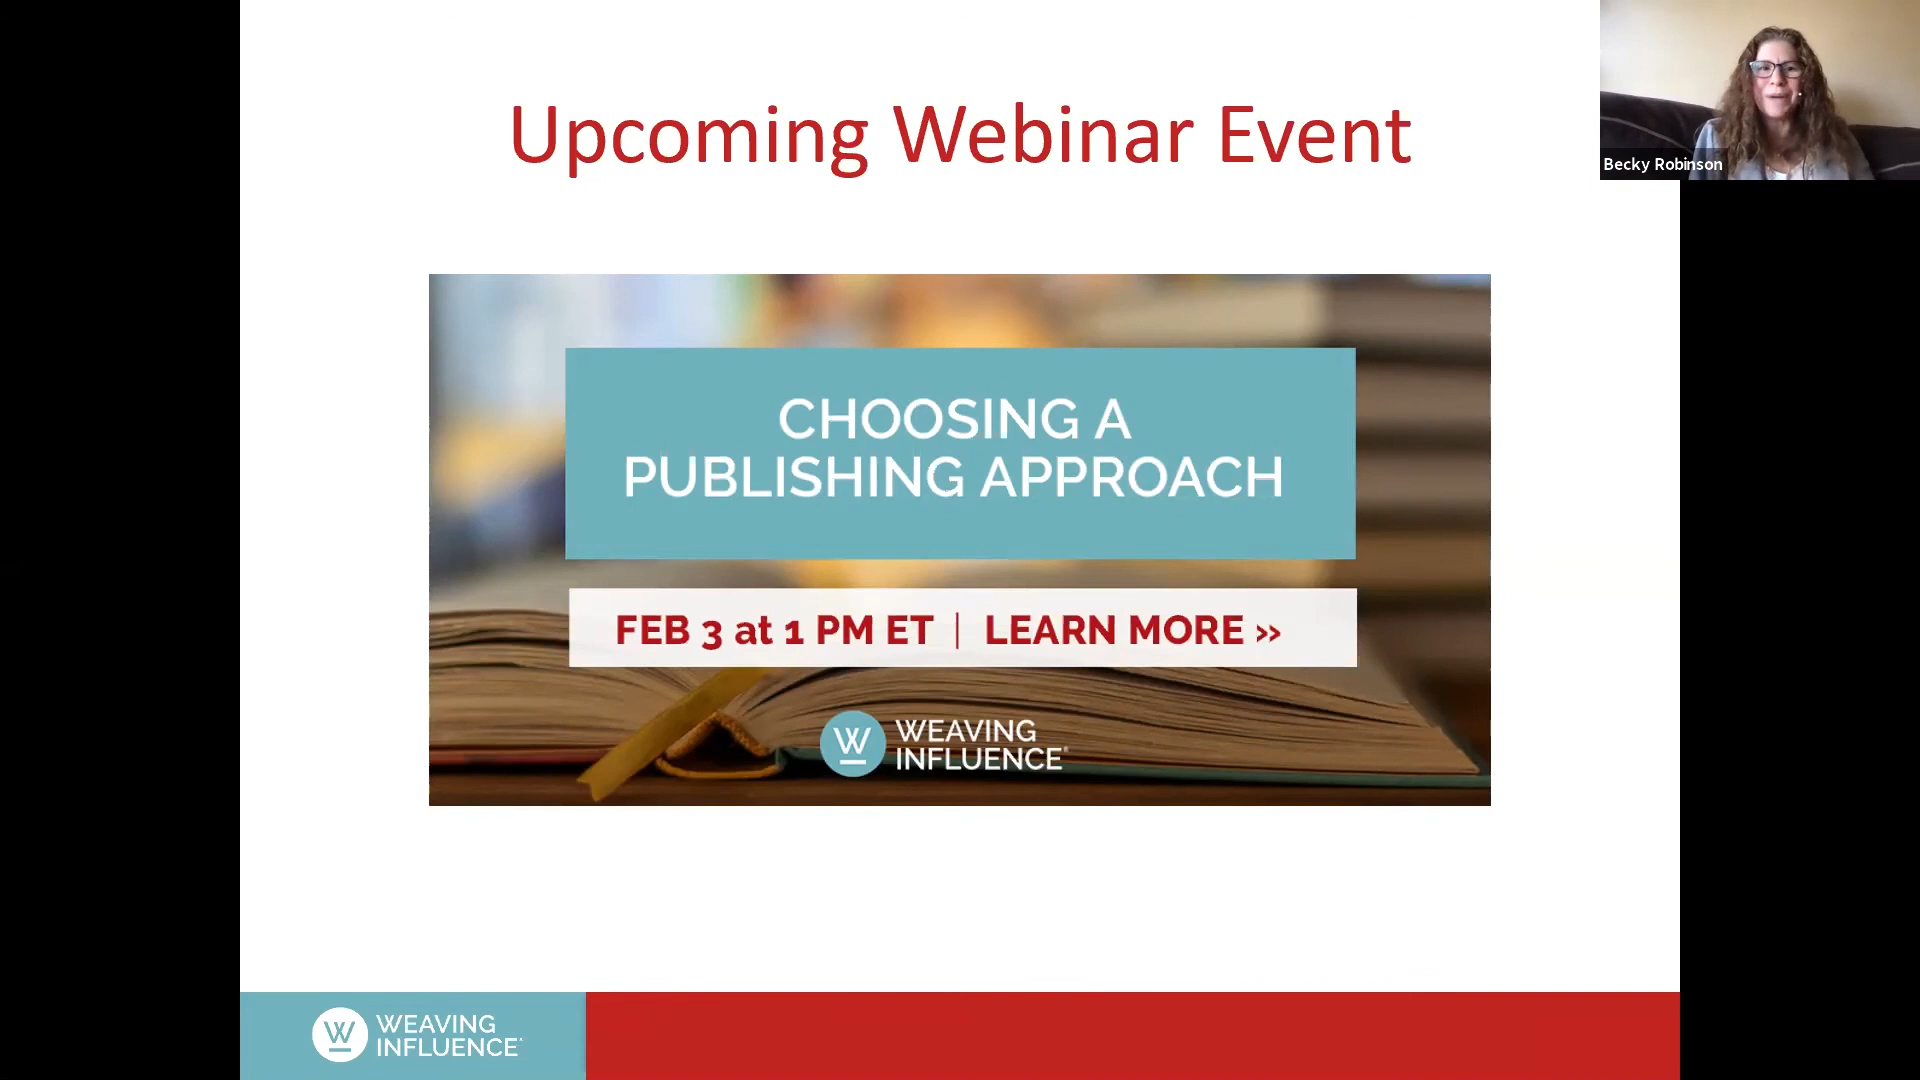 Upcoming Webinar Event
Becky Robinson
CHOOSING A
PUBLISHING APPROACH
FEB 3 at 1 PM ET | LEARN MORE »
W WEAVING
INFLUENCE®
W WEAVING
INFLUENCE